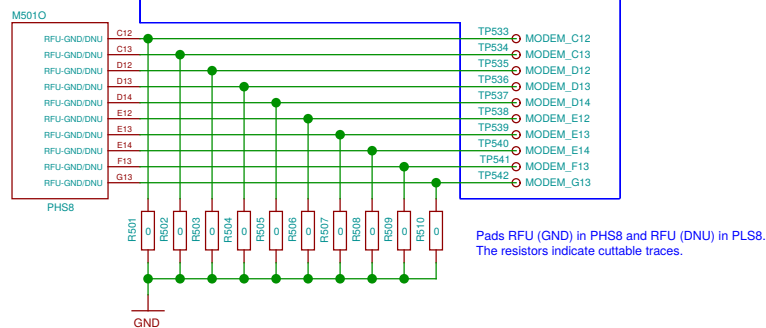 M501O
RFU-GND/DNU C12 TP533 MODEM_C12
RFU-GND/DNU C13 TP534 MODEM_C13
RFU-GND/DNU D12 TP535 MODEM_D12
RFU-GND/DNU D13 TP536 MODEM_D13
RFU-GND/DNU D14 TP537 MODEM_D14
RFU-GND/DNU E12 TP538 MODEM_E12
RFU-GND/DNU E13 TP539 MODEM_E13
RFU-GND/DNU E14 TP540 MODEM_E14
RFU-GND/DNU F13 TP541 MODEM_F13
RFU-GND/DNU G13 TP542 MODEM_G13
PHS8
R501 0 R502 0 R503 0 R504 0 R505 0 R506 0 R507 0 R508 0 R509 0 R510 0
Pads RFU (GND) in PHS8 and RFU (DNU) in PLS8.
The resistors indicate cuttable traces.
GND